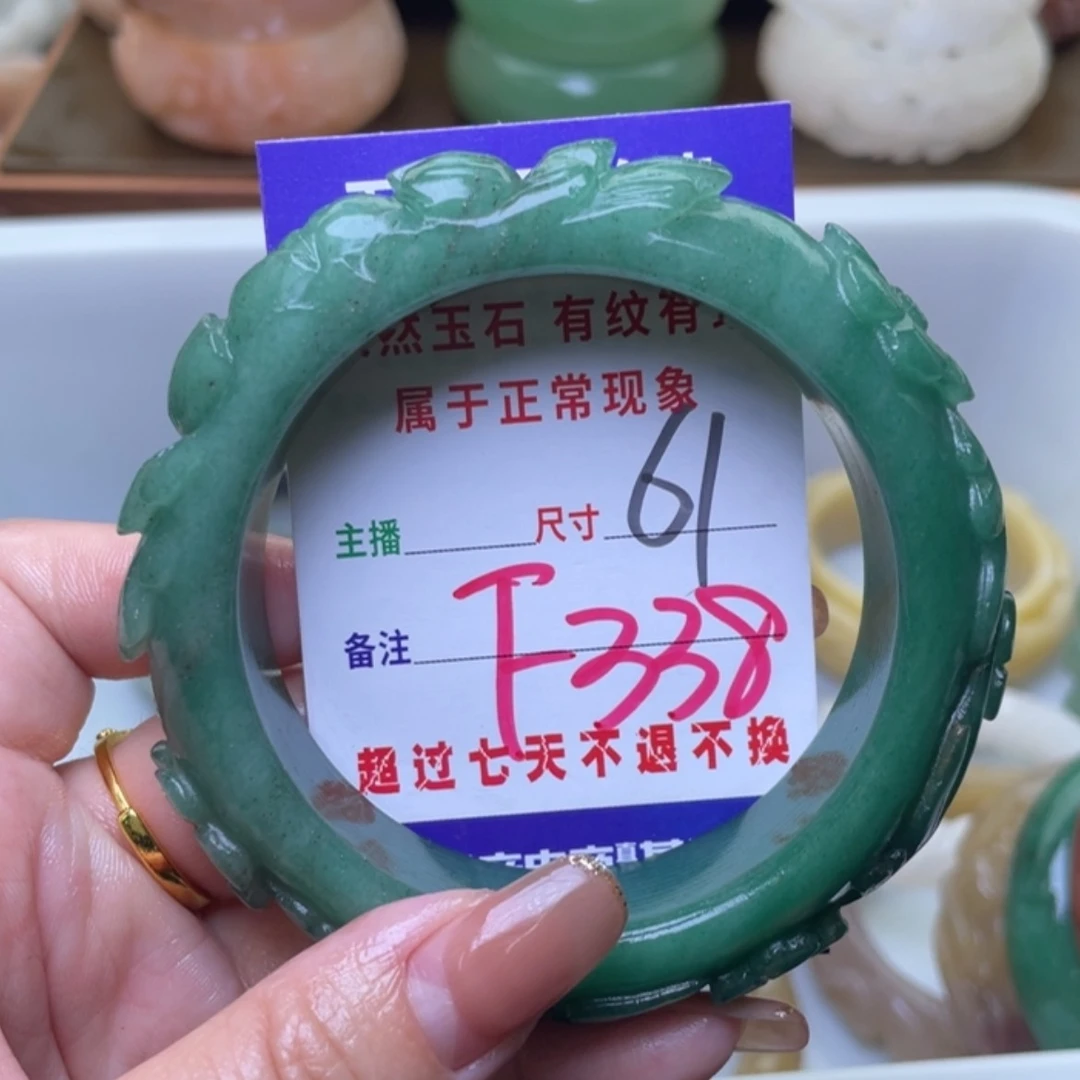 然玉石 有纹有
属于正常现象
主播 尺寸 61
备注 F338
超过七天不退不换